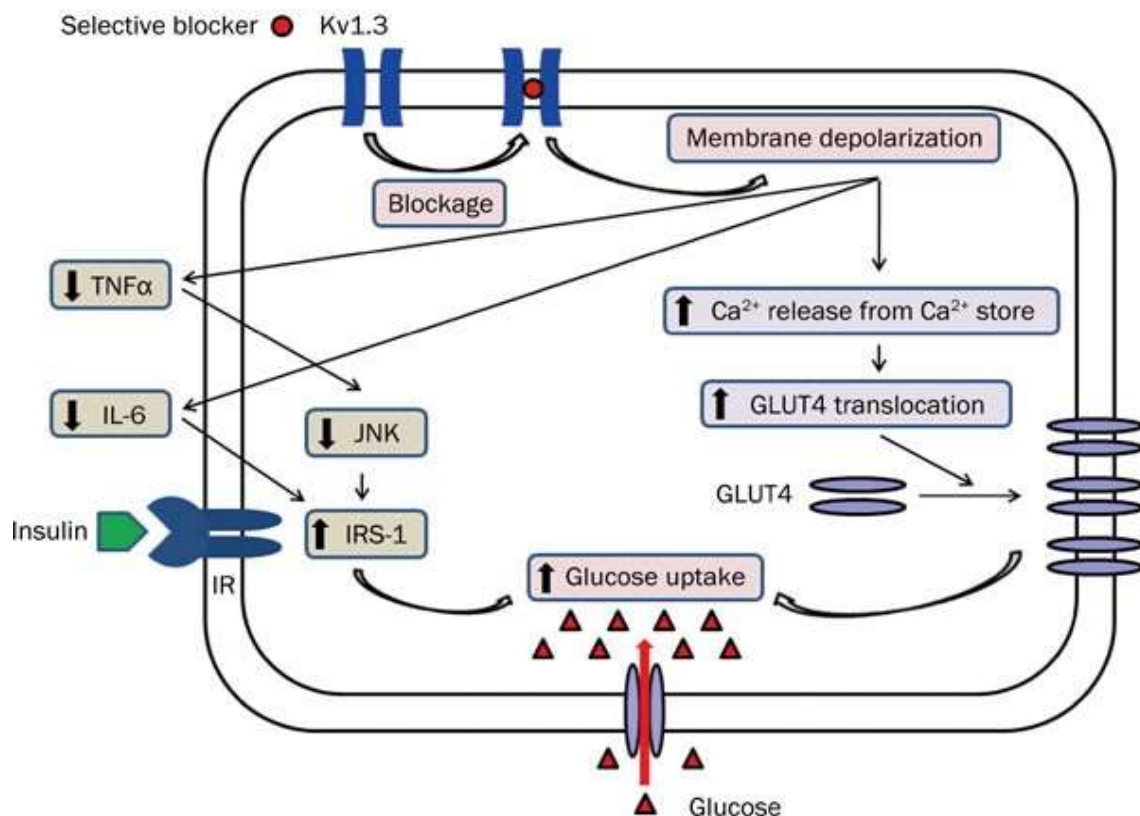 Selective blocker Kv1.3
Membrane depolarization
Blockage
TNFα
Ca²⁺ release from Ca²⁺ store
IL-6
GLUT4 translocation
JNK
GLUT4
Insulin
IRS-1
IR
Glucose uptake
Glucose